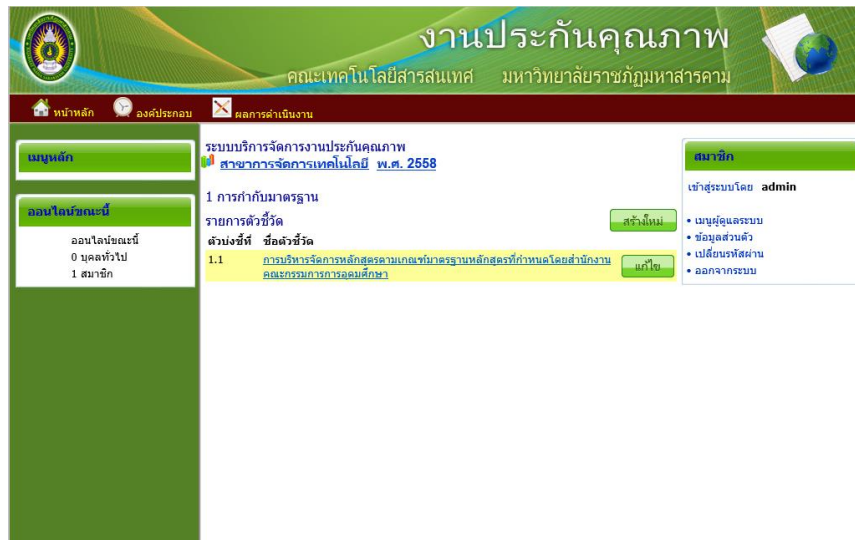 งานประกันคุณภาพ
คณะเทคโนโลยีสารสนเทศ มหาวิทยาลัยราชภัฏมหาสารคาม
หน้าหลัก องค์ประกอบ ผลการดำเนินงาน
เมนูหลัก
ออนไลน์ขณะนี้
ออนไลน์ขณะนี้
0 บุคลทั่วไป
1 สมาชิก
ระบบบริการจัดการงานประกันคุณภาพ
สาขาการจัดการเทคโนโลยี พ.ศ. 2558
1 การกำกับมาตรฐาน
รายการตัวชี้วัด
สร้างใหม่
ตัวบ่งชี้ที่ ชื่อตัวชี้วัด
1.1 การบริหารจัดการหลักสูตรตามเกณฑ์มาตรฐานหลักสูตรที่กำหนดโดยสำนักงาน
คณะกรรมการการอุดมศึกษา
แก้ไข
สมาชิก
เข้าสู่ระบบโดย admin
• เมนูผู้ดูแลระบบ
• ข้อมูลส่วนตัว
• เปลี่ยนรหัสผ่าน
• ออกจากระบบ